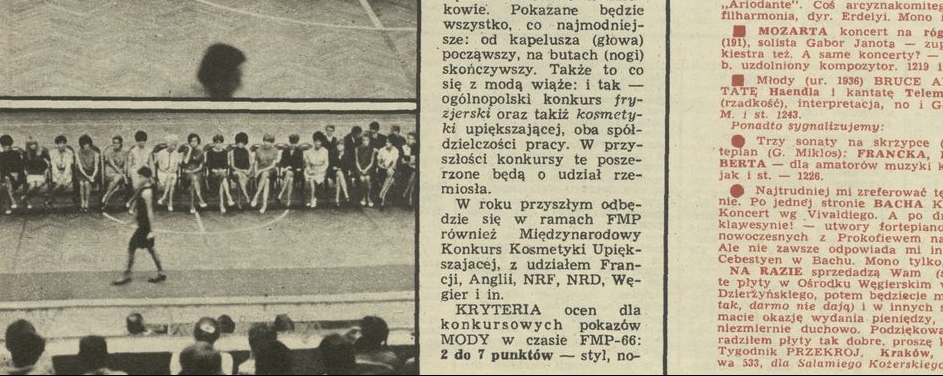 kowie. Pokazane będzie
wszystko, co najmodniej-
sze: od kapelusza (głowa)
począwszy, na butach (nogi)
skończywszy. Także to co
się z modą wiąże: i tak —
ogólnopolski konkurs fry-
zjerski oraz takiż kosmety-
ki upiększającej, oba spół-
dzielczości pracy. W przy-
szłości konkursy te posze-
rzone będą o udział rze-
miosła.
W roku przyszłym odbę-
dzie się w ramach FMP
również Międzynarodowy
Konkurs Kosmetyki Upięk-
szajacej, z udziałem Fran-
cji, Anglii, NRF, NRD, Wę-
gier i in.
KRYTERIA ocen dla
konkursowych pokazów
MODY w czasie FMP-66:
2 do 7 punktów — styl, no-
„Ariodante". Coś arcyznakomiteg
filharmonia, dyr. Erdelyi. Mono
MOZARTA koncert na róg
(191), solista Gabor Janota — zup
kiestra też. A same koncerty? —
b. uzdolniony kompozytor. 1219 i
Młody (ur. 1936) BRUCE A
TATĘ Haendla i kantatę Telem
(rzadkość), interpretacja, no i G
M. i st. 1243.
Ponadto sygnalizujemy:
Trzy sonaty na skrzypce (
tepian (G. Miklos): FRANCKA,
BERTA — dla amatorów muzyki
jak i st. — 1226.
Najtrudniej mi zreferować tę
nie. Po jednej stronie BACHA K
Koncert wg Vivaldiego. A po d
klawesynie! — utwory fortepiano
nowoczesnych z Prokofiewem na
Ale nie zawsze odpowiada mi in
Cebestyen w Bachu. Mono tylko,
NA RAZIE sprzedadzą Wam (
te płyty w Ośrodku Węgierskim
Dzierżyńskiego, potem będziecie m
tak, darmo nie dają) i w innych s
macie okazję wydania pieniędzy,
niezmiernie duchowo. Podziękowa
radziłem płyty tak dobre, proszę k
Tygodnik PRZEKRÓJ, Kraków,
wa 533, dla Salamiego Kożerskiego